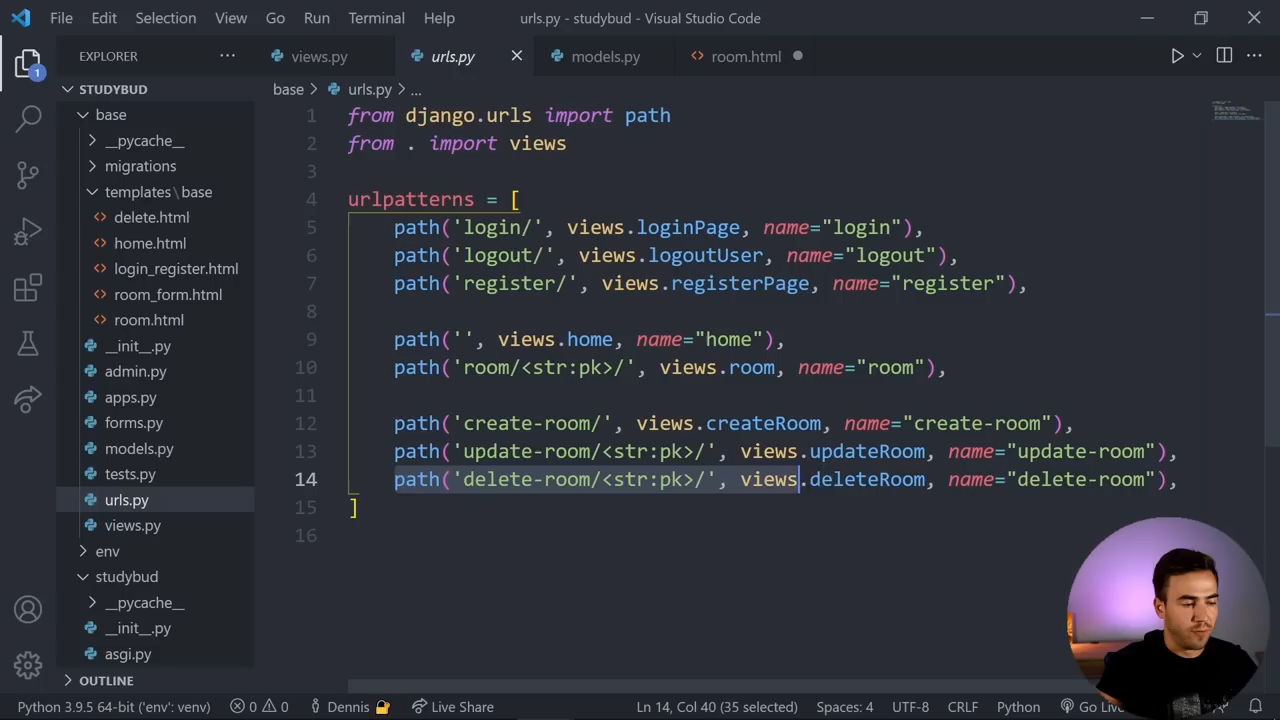 File Edit Selection View Go Run Terminal Help urls.py - studybud - Visual Studio Code
EXPLORER ··· views.py urls.py models.py room.html
1
STUDYBUD
base > urls.py > ...
base
__pycache__
migrations
templates\base
delete.html
home.html
login_register.html
room_form.html
room.html
__init__.py
admin.py
apps.py
forms.py
models.py
tests.py
urls.py
views.py
env
studybud
__pycache__
__init__.py
asgi.py
OUTLINE
1 from django.urls import path
2 from . import views
3
4 urlpatterns = [
5 path('login/', views.loginPage, name="login"),
6 path('logout/', views.logoutUser, name="logout"),
7 path('register/', views.registerPage, name="register"),
8
9 path('', views.home, name="home"),
10 path('room/<str:pk>/', views.room, name="room"),
11
12 path('create-room/', views.createRoom, name="create-room"),
13 path('update-room/<str:pk>/', views.updateRoom, name="update-room"),
14 path('delete-room/<str:pk>/', views.deleteRoom, name="delete-room"),
15 ]
16
Python 3.9.5 64-bit ('env': venv) 0 0 Dennis Live Share Ln 14, Col 40 (35 selected) Spaces: 4 UTF-8 CRLF Python Go Live